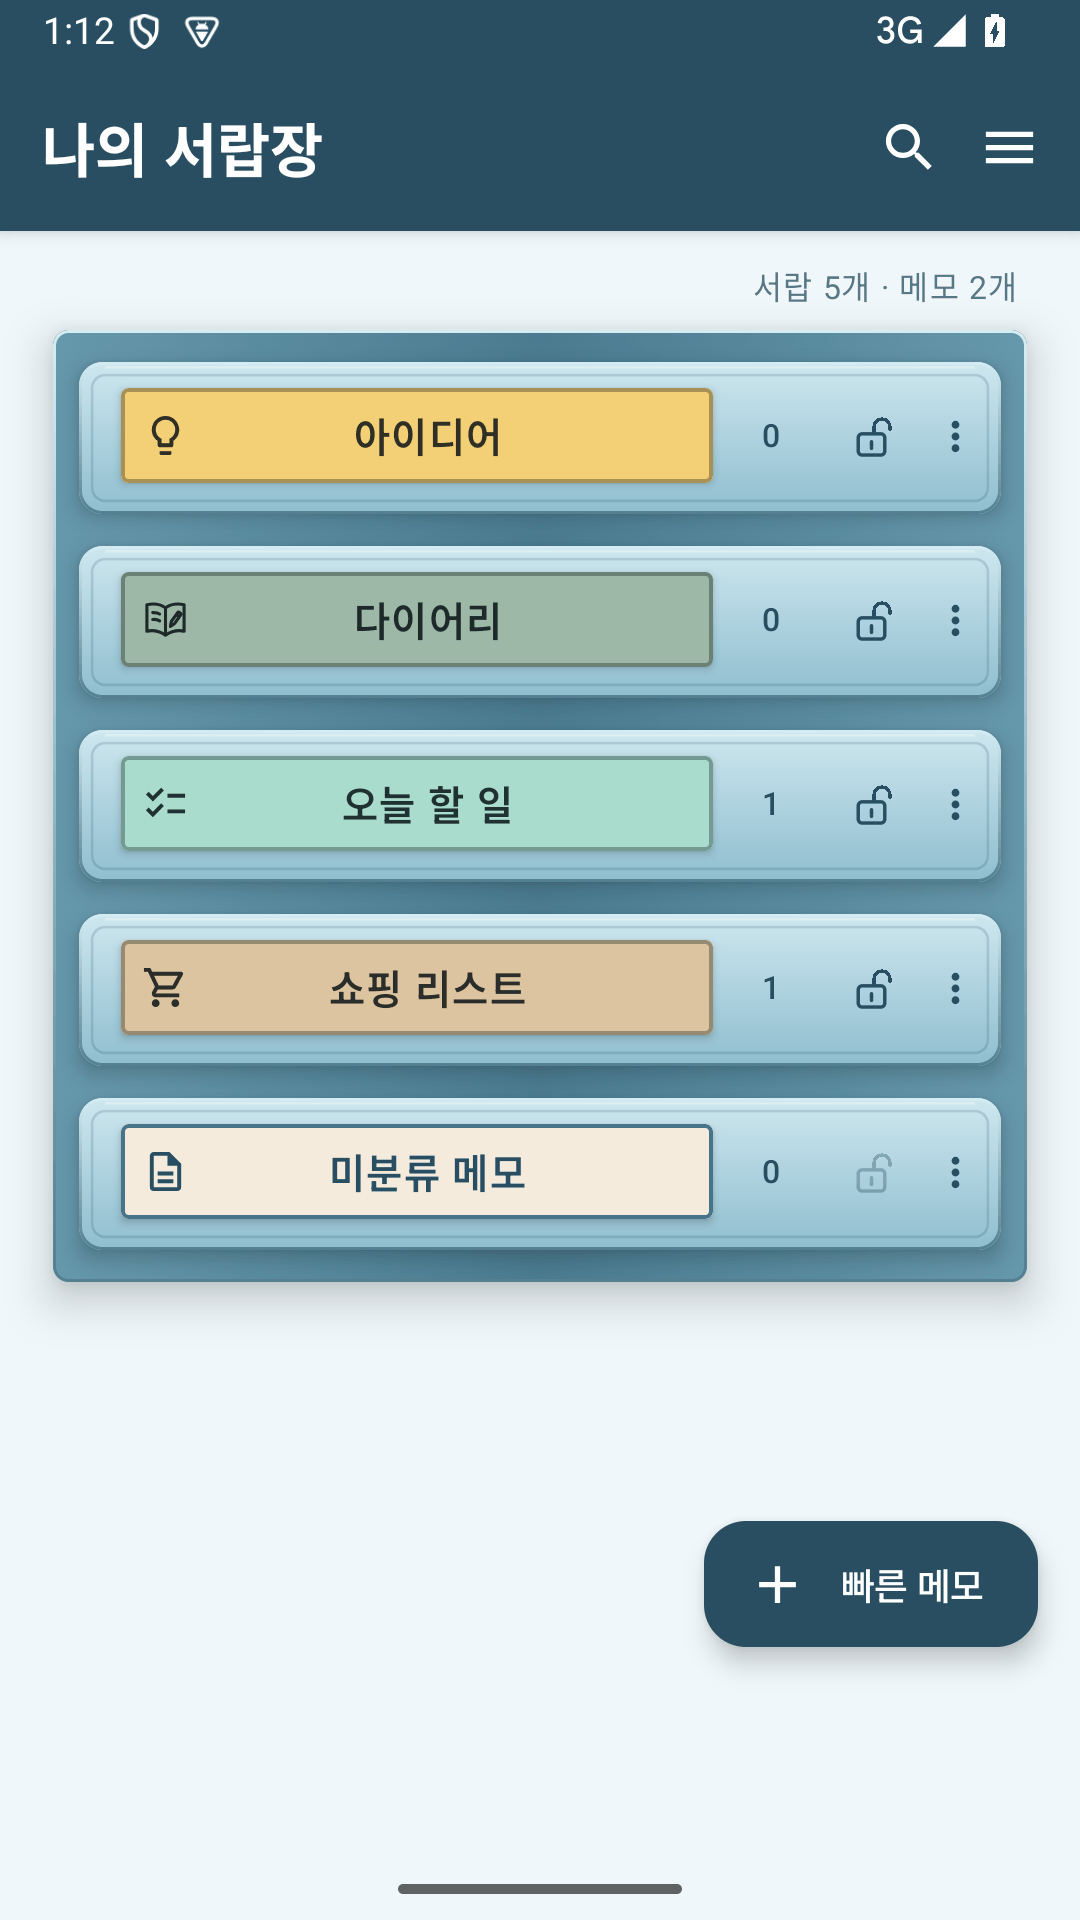 1:12
3G
나의 서랍장
서랍 5개 · 메모 2개
아이디어 0
다이어리 0
오늘 할 일 1
쇼핑 리스트 1
미분류 메모 0
빠른 메모